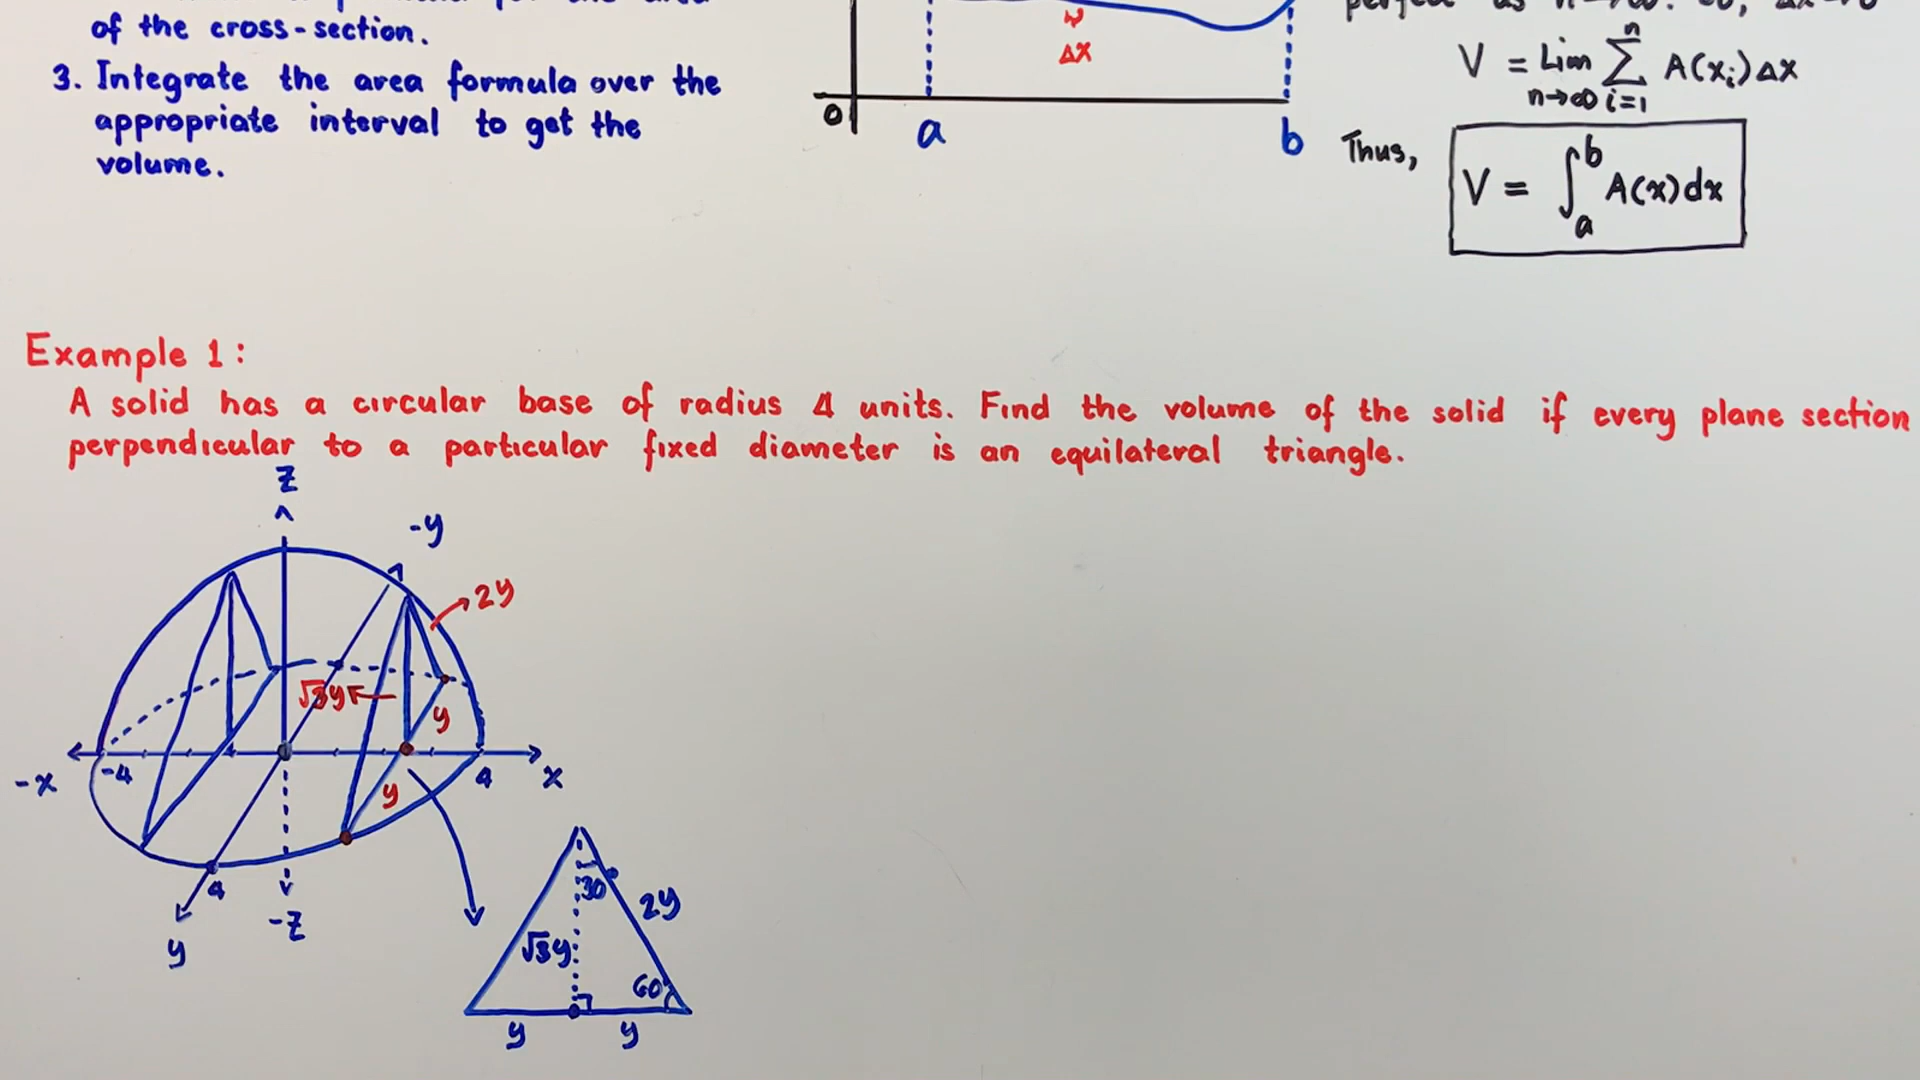 of the cross-section.
3. Integrate the area formula over the
appropriate interval to get the
volume.
Δx
0
a
b
n→∞
V = Lim n→∞ n∑i=1 A(xᵢ)Δx
Thus,
V = ∫ₐᵇ A(x)dx
Example 1:
A solid has a circular base of radius 4 units. Find the volume of the solid if every plane section
perpendicular to a particular fixed diameter is an equilateral triangle.
z
-y
2y
√3y
y
-x
-4
4
x
y
4
-z
y
30
2y
√3y
60
y
y